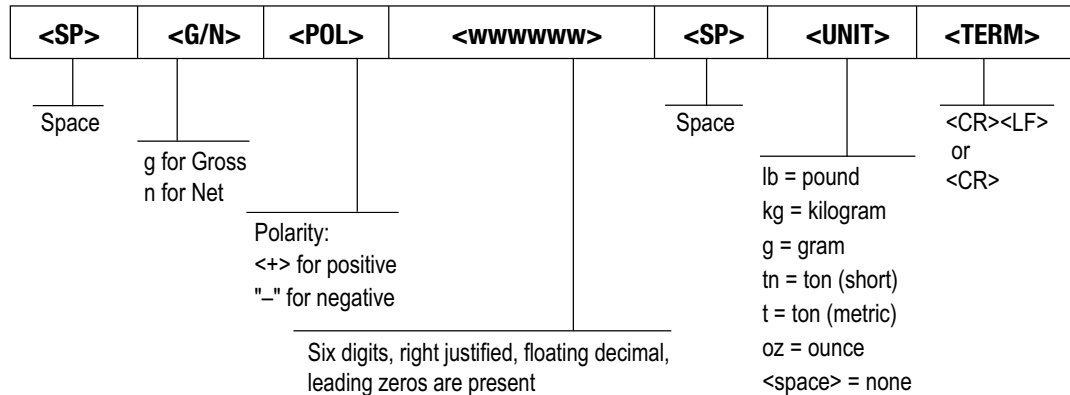 <SP> <G/N> <POL> <wwwwww> <SP> <UNIT> <TERM>
Space
g for Gross
n for Net
Polarity:
<+> for positive
"–" for negative
Six digits, right justified, floating decimal,
leading zeros are present
Space
lb = pound
kg = kilogram
g = gram
tn = ton (short)
t = ton (metric)
oz = ounce
<space> = none
<CR><LF>
or
<CR>